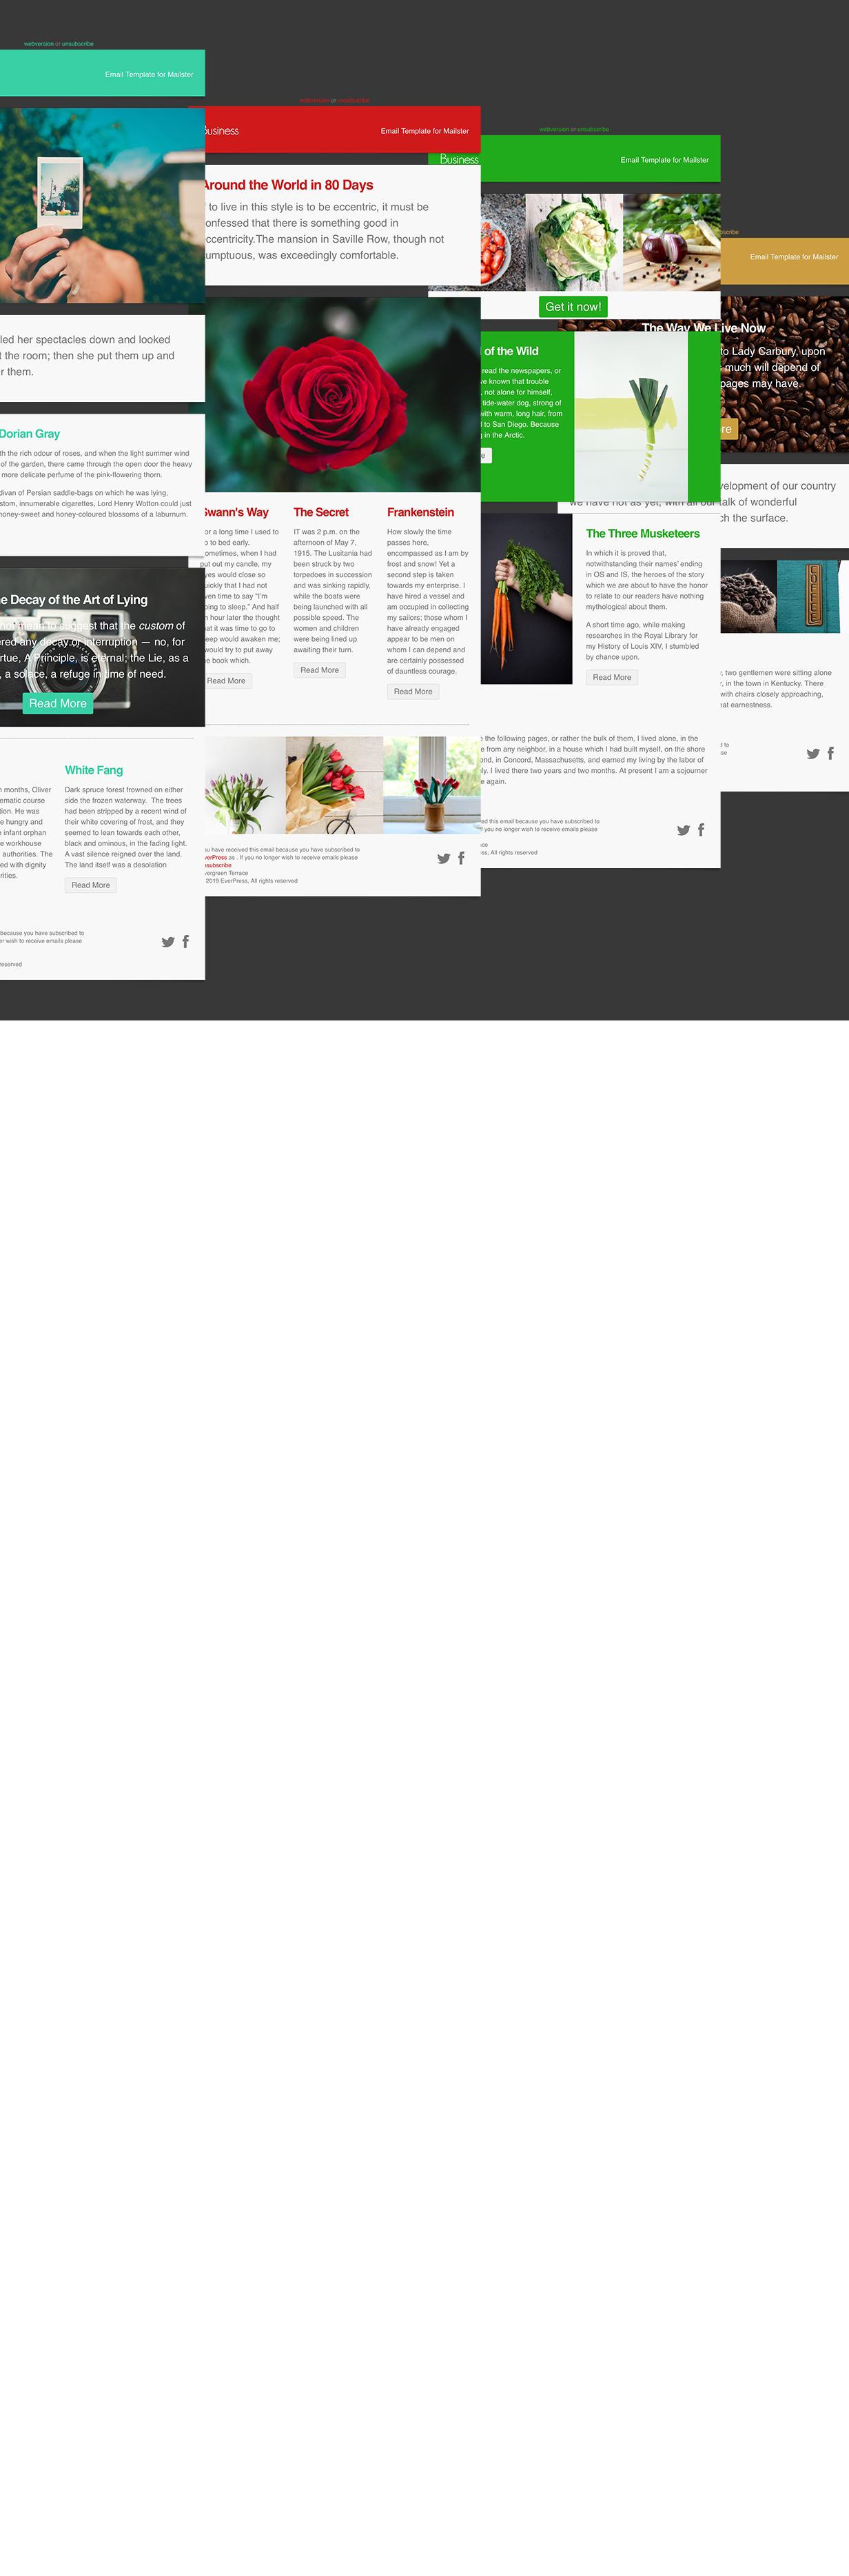 webversion or unsubscribe
Email Template for Mailster
led her spectacles down and looked
the room; then she put them up and
r them.
Dorian Gray
th the rich odour of roses, and when the light summer wind
of the garden, there came through the open door the heavy
more delicate perfume of the pink-flowering thorn.
divan of Persian saddle-bags on which he was lying,
stom, innumerable cigarettes, Lord Henry Wotton could just
honey-sweet and honey-coloured blossoms of a laburnum.
e Decay of the Art of Lying
not mean to suggest that the custom of
ered any decay or interruption — no, for
rtue, A Principle, is eternal; the Lie, as a
, a solace, a refuge in time of need.
Read More
n months, Oliver
ematic course
tion. He was
e hungry and
e infant orphan
e workhouse
authorities. The
ed with dignity
rities.
White Fang
Dark spruce forest frowned on either
side the frozen waterway. The trees
had been stripped by a recent wind of
their white covering of frost, and they
seemed to lean towards each other,
black and ominous, in the fading light.
A vast silence reigned over the land.
The land itself was a desolation
Read More
because you have subscribed to
er wish to receive emails please
reserved
webversion or unsubscribe
Business
Email Template for Mailster
Around the World in 80 Days
to live in this style is to be eccentric, it must be
onfessed that there is something good in
ccentricity.The mansion in Saville Row, though not
umptuous, was exceedingly comfortable.
Swann's Way
or a long time I used to
o to bed early.
ometimes, when I had
put out my candle, my
yes would close so
uickly that I had not
ven time to say "I'm
oing to sleep." And half
n hour later the thought
at it was time to go to
eep would awaken me;
would try to put away
e book which.
Read More
The Secret
IT was 2 p.m. on the
afternoon of May 7,
1915. The Lusitania had
been struck by two
torpedoes in succession
and was sinking rapidly,
while the boats were
being launched with all
possible speed. The
women and children
were being lined up
awaiting their turn.
Read More
Frankenstein
How slowly the time
passes here,
encompassed as I am by
frost and snow! Yet a
second step is taken
towards my enterprise. I
have hired a vessel and
am occupied in collecting
my sailors; those whom I
have already engaged
appear to be men on
whom I can depend and
are certainly possessed
of dauntless courage.
Read More
ou have received this email because you have subscribed to
verPress as . If you no longer wish to receive emails please
nsubscribe
vergreen Terrace
2019 EverPress, All rights reserved
webversion or unsubscribe
Business
Email Template for Mailster
Get it now!
of the Wild
read the newspapers, or
ve known that trouble
, not alone for himself,
tide-water dog, strong of
with warm, long hair, from
to San Diego. Because
g in the Arctic.
e
The Three Musketeers
In which it is proved that,
notwithstanding their names' ending
in OS and IS, the heroes of the story
which we are about to have the honor
to relate to our readers have nothing
mythological about them.
A short time ago, while making
researches in the Royal Library for
my History of Louis XIV, I stumbled
by chance upon.
Read More
e the following pages, or rather the bulk of them, I lived alone, in the
e from any neighbor, in a house which I had built myself, on the shore
ond, in Concord, Massachusetts, and earned my living by the labor of
ly. I lived there two years and two months. At present I am a sojourner
e again.
ed this email because you have subscribed to
f you no longer wish to receive emails please
ce
ss, All rights reserved
scribe
Email Template for Mailster
The Way We Live Now
to Lady Carbury, upon
much will depend of
pages may have.
re
velopment of our country
we have not as yet, with all our talk of wonderful
ch the surface.
COFFEE
, two gentlemen were sitting alone
, in the town in Kentucky. There
with chairs closely approaching,
eat earnestness.
d to
se